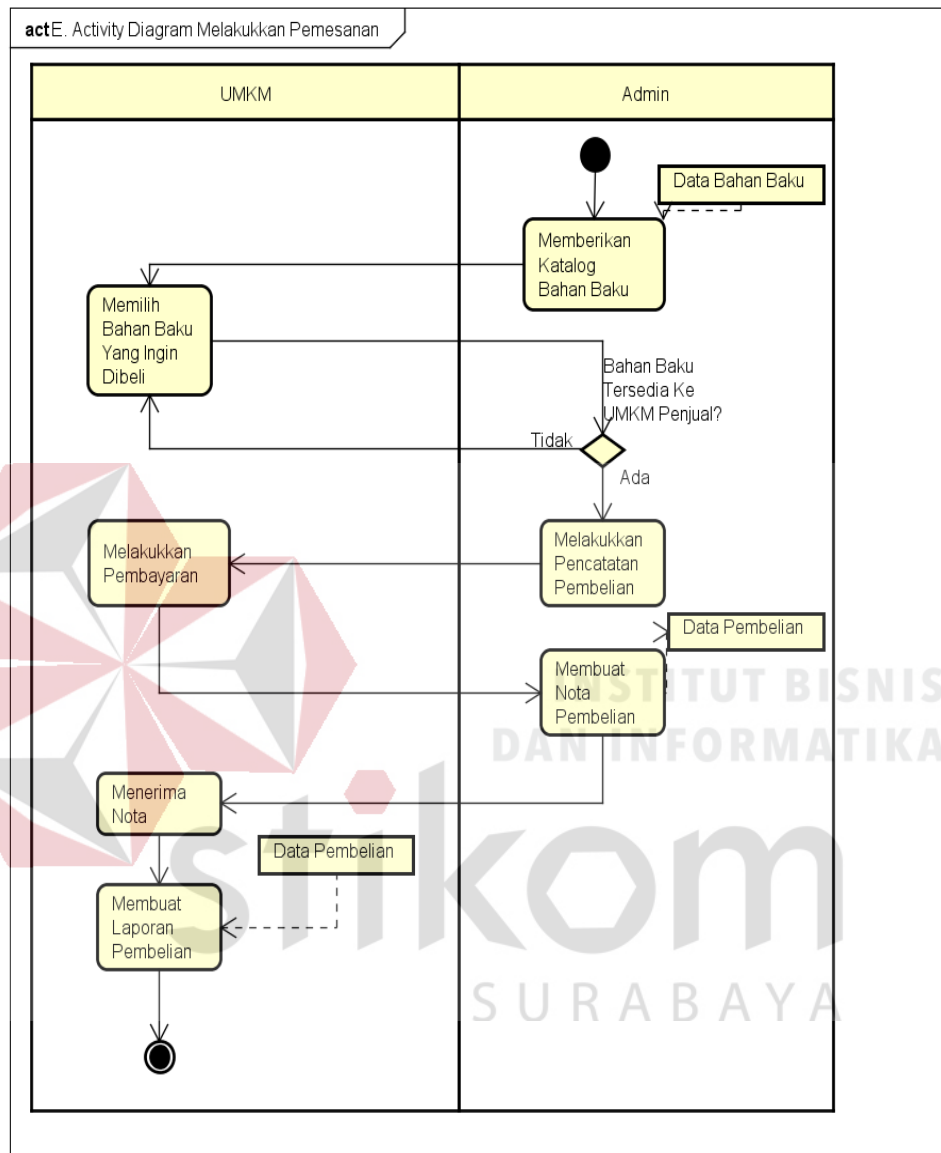 actE. Activity Diagram Melakukkan Pemesanan
UMKM
Admin
Data Bahan Baku
Memberikan
Katalog
Bahan Baku
Memilih
Bahan Baku
Yang Ingin
Dibeli
Bahan Baku
Tersedia Ke
UMKM Penjual?
Tidak
Ada
Melakukkan
Pembayaran
Melakukkan
Pencatatan
Pembelian
Data Pembelian
Membuat
Nota
Pembelian
INSTITUT BISNIS
DAN INFORMATIKA
Menerima
Nota
stikom
Data Pembelian
Membuat
Laporan
Pembelian
SURABAYA